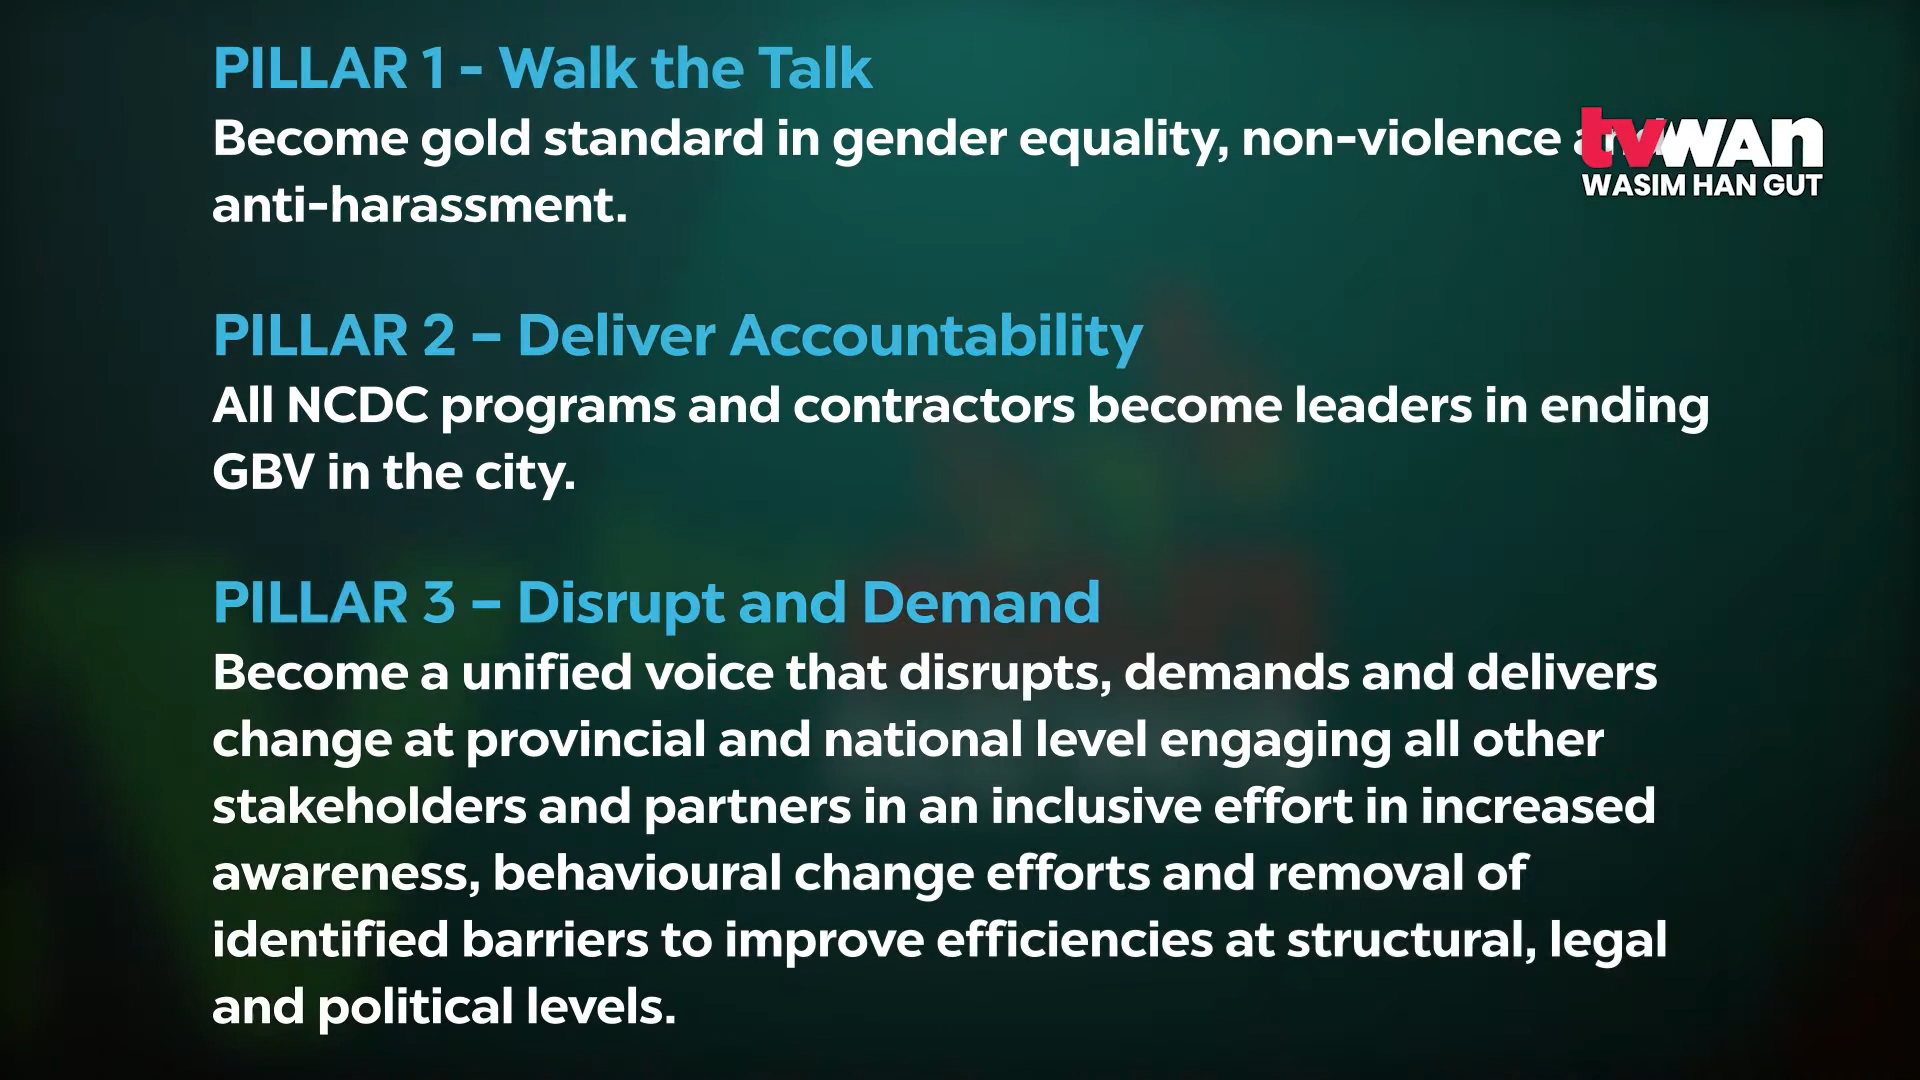 PILLAR 1 - Walk the Talk
Become gold standard in gender equality, non-violence and
anti-harassment.
tvwan
WASIM HAN GUT
PILLAR 2 – Deliver Accountability
All NCDC programs and contractors become leaders in ending
GBV in the city.
PILLAR 3 – Disrupt and Demand
Become a unified voice that disrupts, demands and delivers
change at provincial and national level engaging all other
stakeholders and partners in an inclusive effort in increased
awareness, behavioural change efforts and removal of
identified barriers to improve efficiencies at structural, legal
and political levels.